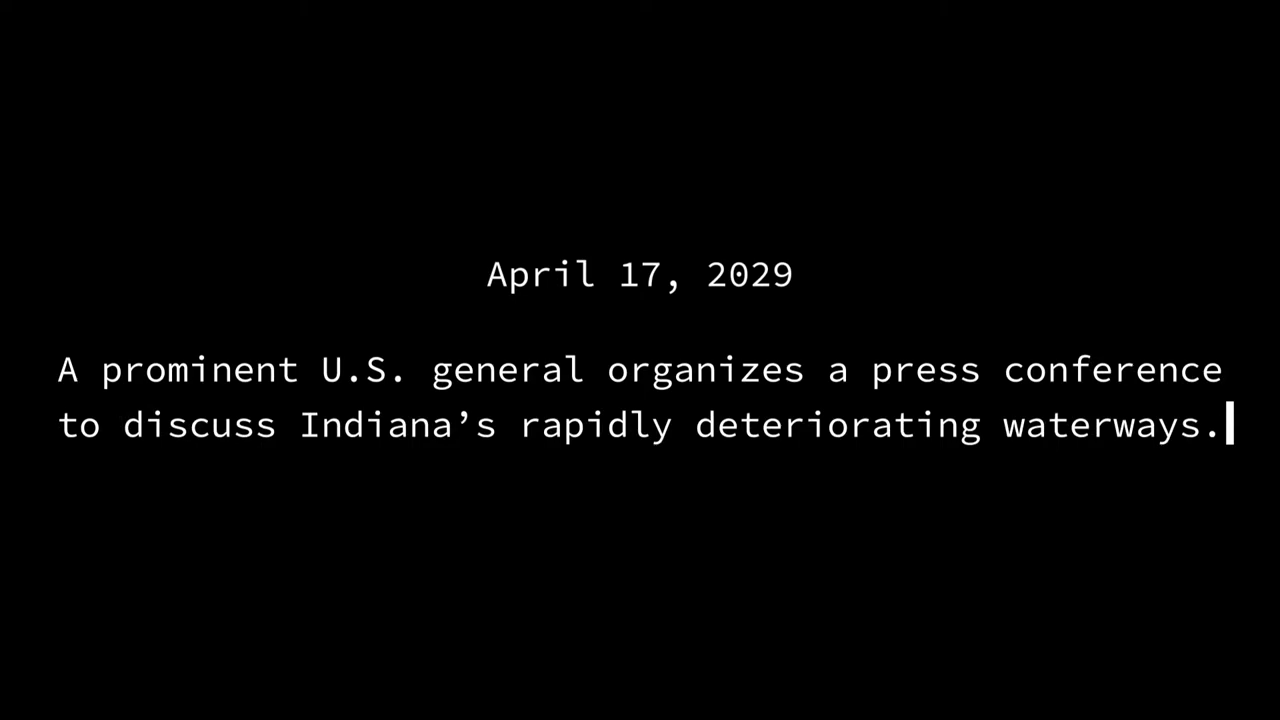 April 17, 2029
A prominent U.S. general organizes a press conference
to discuss Indiana’s rapidly deteriorating waterways.